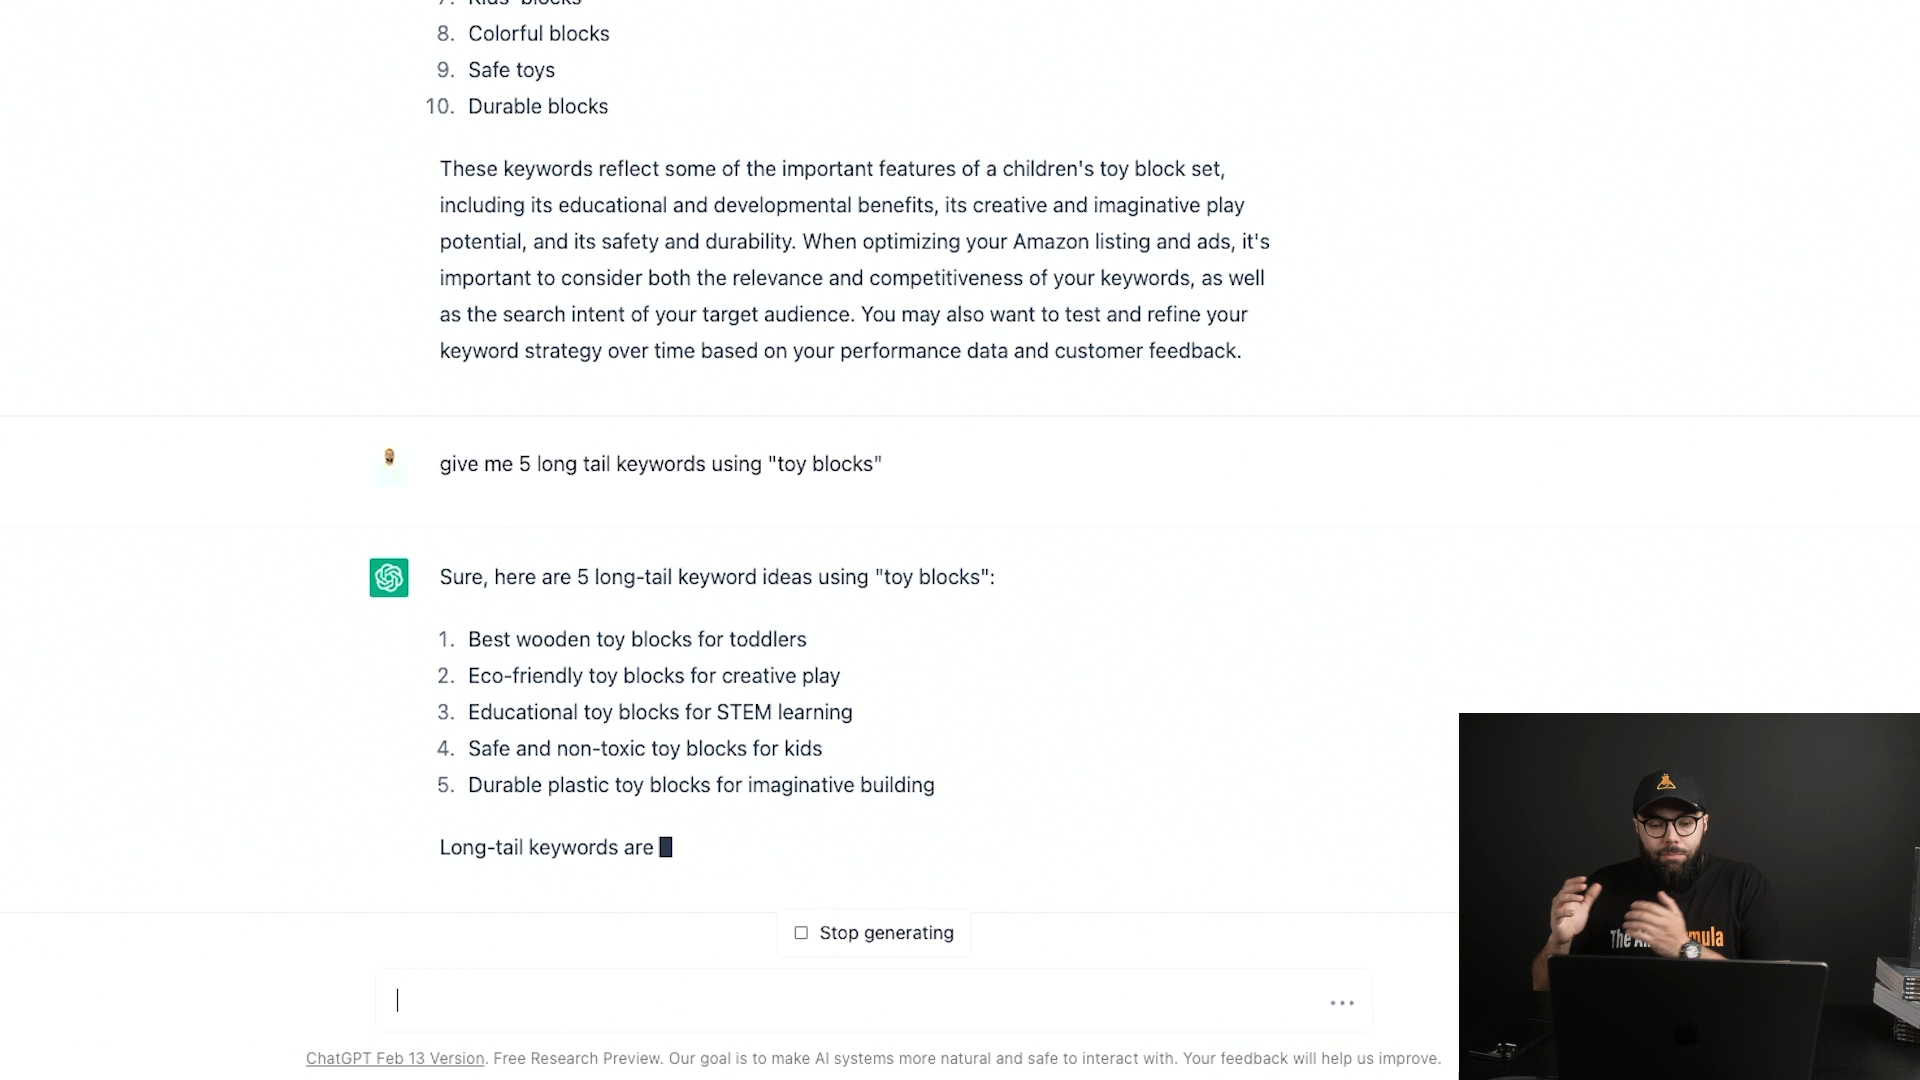 7. Kids' blocks
8. Colorful blocks
9. Safe toys
10. Durable blocks
These keywords reflect some of the important features of a children's toy block set,
including its educational and developmental benefits, its creative and imaginative play
potential, and its safety and durability. When optimizing your Amazon listing and ads, it's
important to consider both the relevance and competitiveness of your keywords, as well
as the search intent of your target audience. You may also want to test and refine your
keyword strategy over time based on your performance data and customer feedback.
give me 5 long tail keywords using "toy blocks"
Sure, here are 5 long-tail keyword ideas using "toy blocks":
1. Best wooden toy blocks for toddlers
2. Eco-friendly toy blocks for creative play
3. Educational toy blocks for STEM learning
4. Safe and non-toxic toy blocks for kids
5. Durable plastic toy blocks for imaginative building
Long-tail keywords are
Stop generating
ChatGPT Feb 13 Version. Free Research Preview. Our goal is to make AI systems more natural and safe to interact with. Your feedback will help us improve.
The